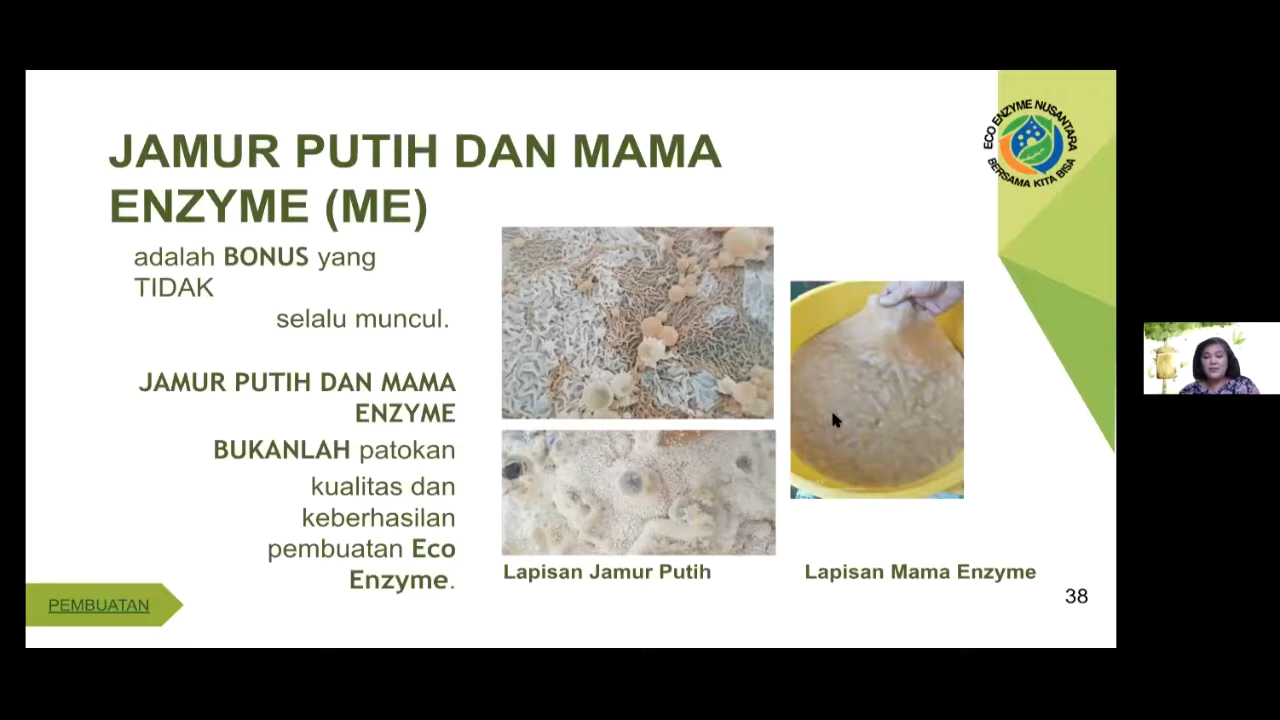 JAMUR PUTIH DAN MAMA
ENZYME (ME)
adalah BONUS yang
TIDAK
selalu muncul.
JAMUR PUTIH DAN MAMA
ENZYME
BUKANLAH patokan
kualitas dan
keberhasilan
pembuatan Eco
Enzyme.
PEMBUATAN
Lapisan Jamur Putih
Lapisan Mama Enzyme
38
ECO ENZYME NUSANTARA
BERSAMA KITA BISA